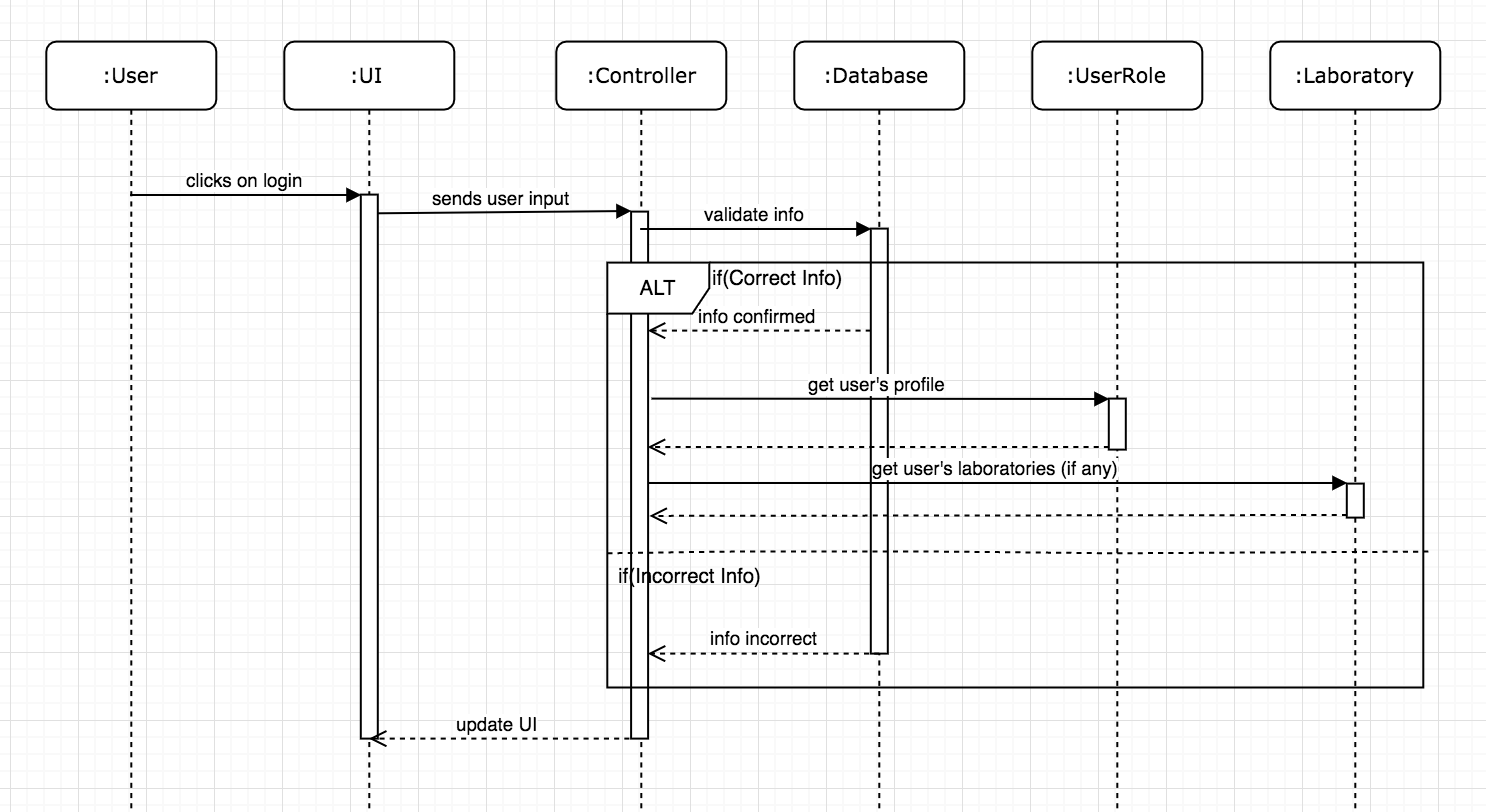 :User
:UI
:Controller
:Database
:UserRole
:Laboratory
clicks on login
sends user input
validate info
ALT
if(Correct Info)
info confirmed
get user's profile
get user's laboratories (if any)
if(Incorrect Info)
info incorrect
update UI